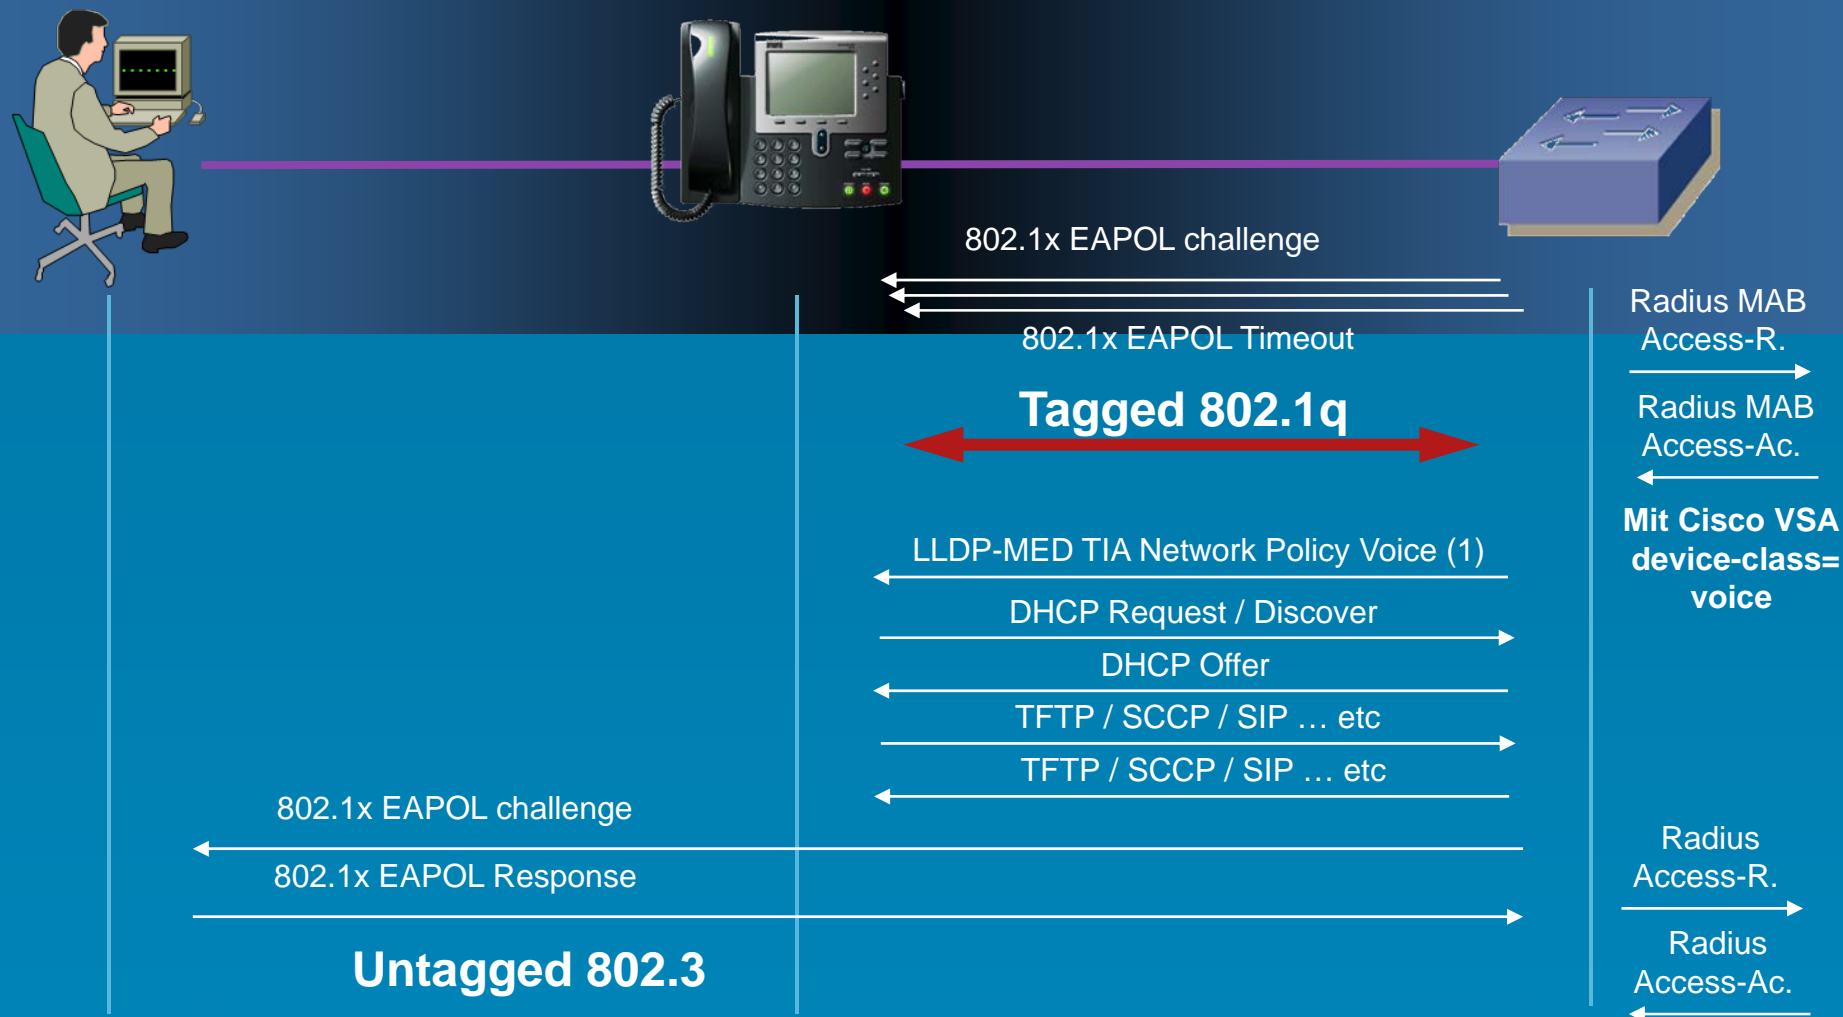 802.1x EAPOL challenge
802.1x EAPOL Timeout
Radius MAB
Access-R.
Tagged 802.1q
Radius MAB
Access-Ac.
Mit Cisco VSA
device-class=
voice
LLDP-MED TIA Network Policy Voice (1)
DHCP Request / Discover
DHCP Offer
TFTP / SCCP / SIP … etc
TFTP / SCCP / SIP … etc
802.1x EAPOL challenge
802.1x EAPOL Response
Radius
Access-R.
Untagged 802.3
Radius
Access-Ac.